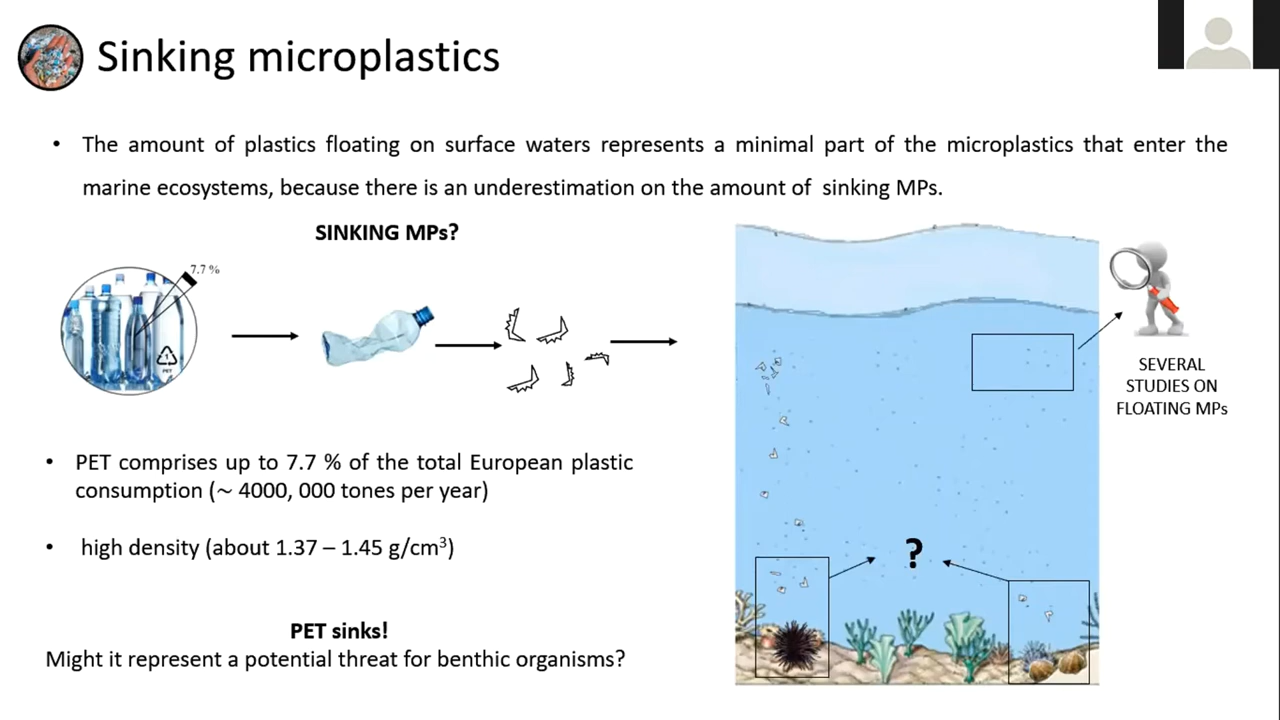 Sinking microplastics
• The amount of plastics floating on surface waters represents a minimal part of the microplastics that enter the
marine ecosystems, because there is an underestimation on the amount of sinking MPs.
SINKING MPs?
7.7 %
1
PET
SEVERAL
STUDIES ON
FLOATING MPs
• PET comprises up to 7.7 % of the total European plastic
consumption (~ 4000, 000 tones per year)
• high density (about 1.37 – 1.45 g/cm³)
?
PET sinks!
Might it represent a potential threat for benthic organisms?